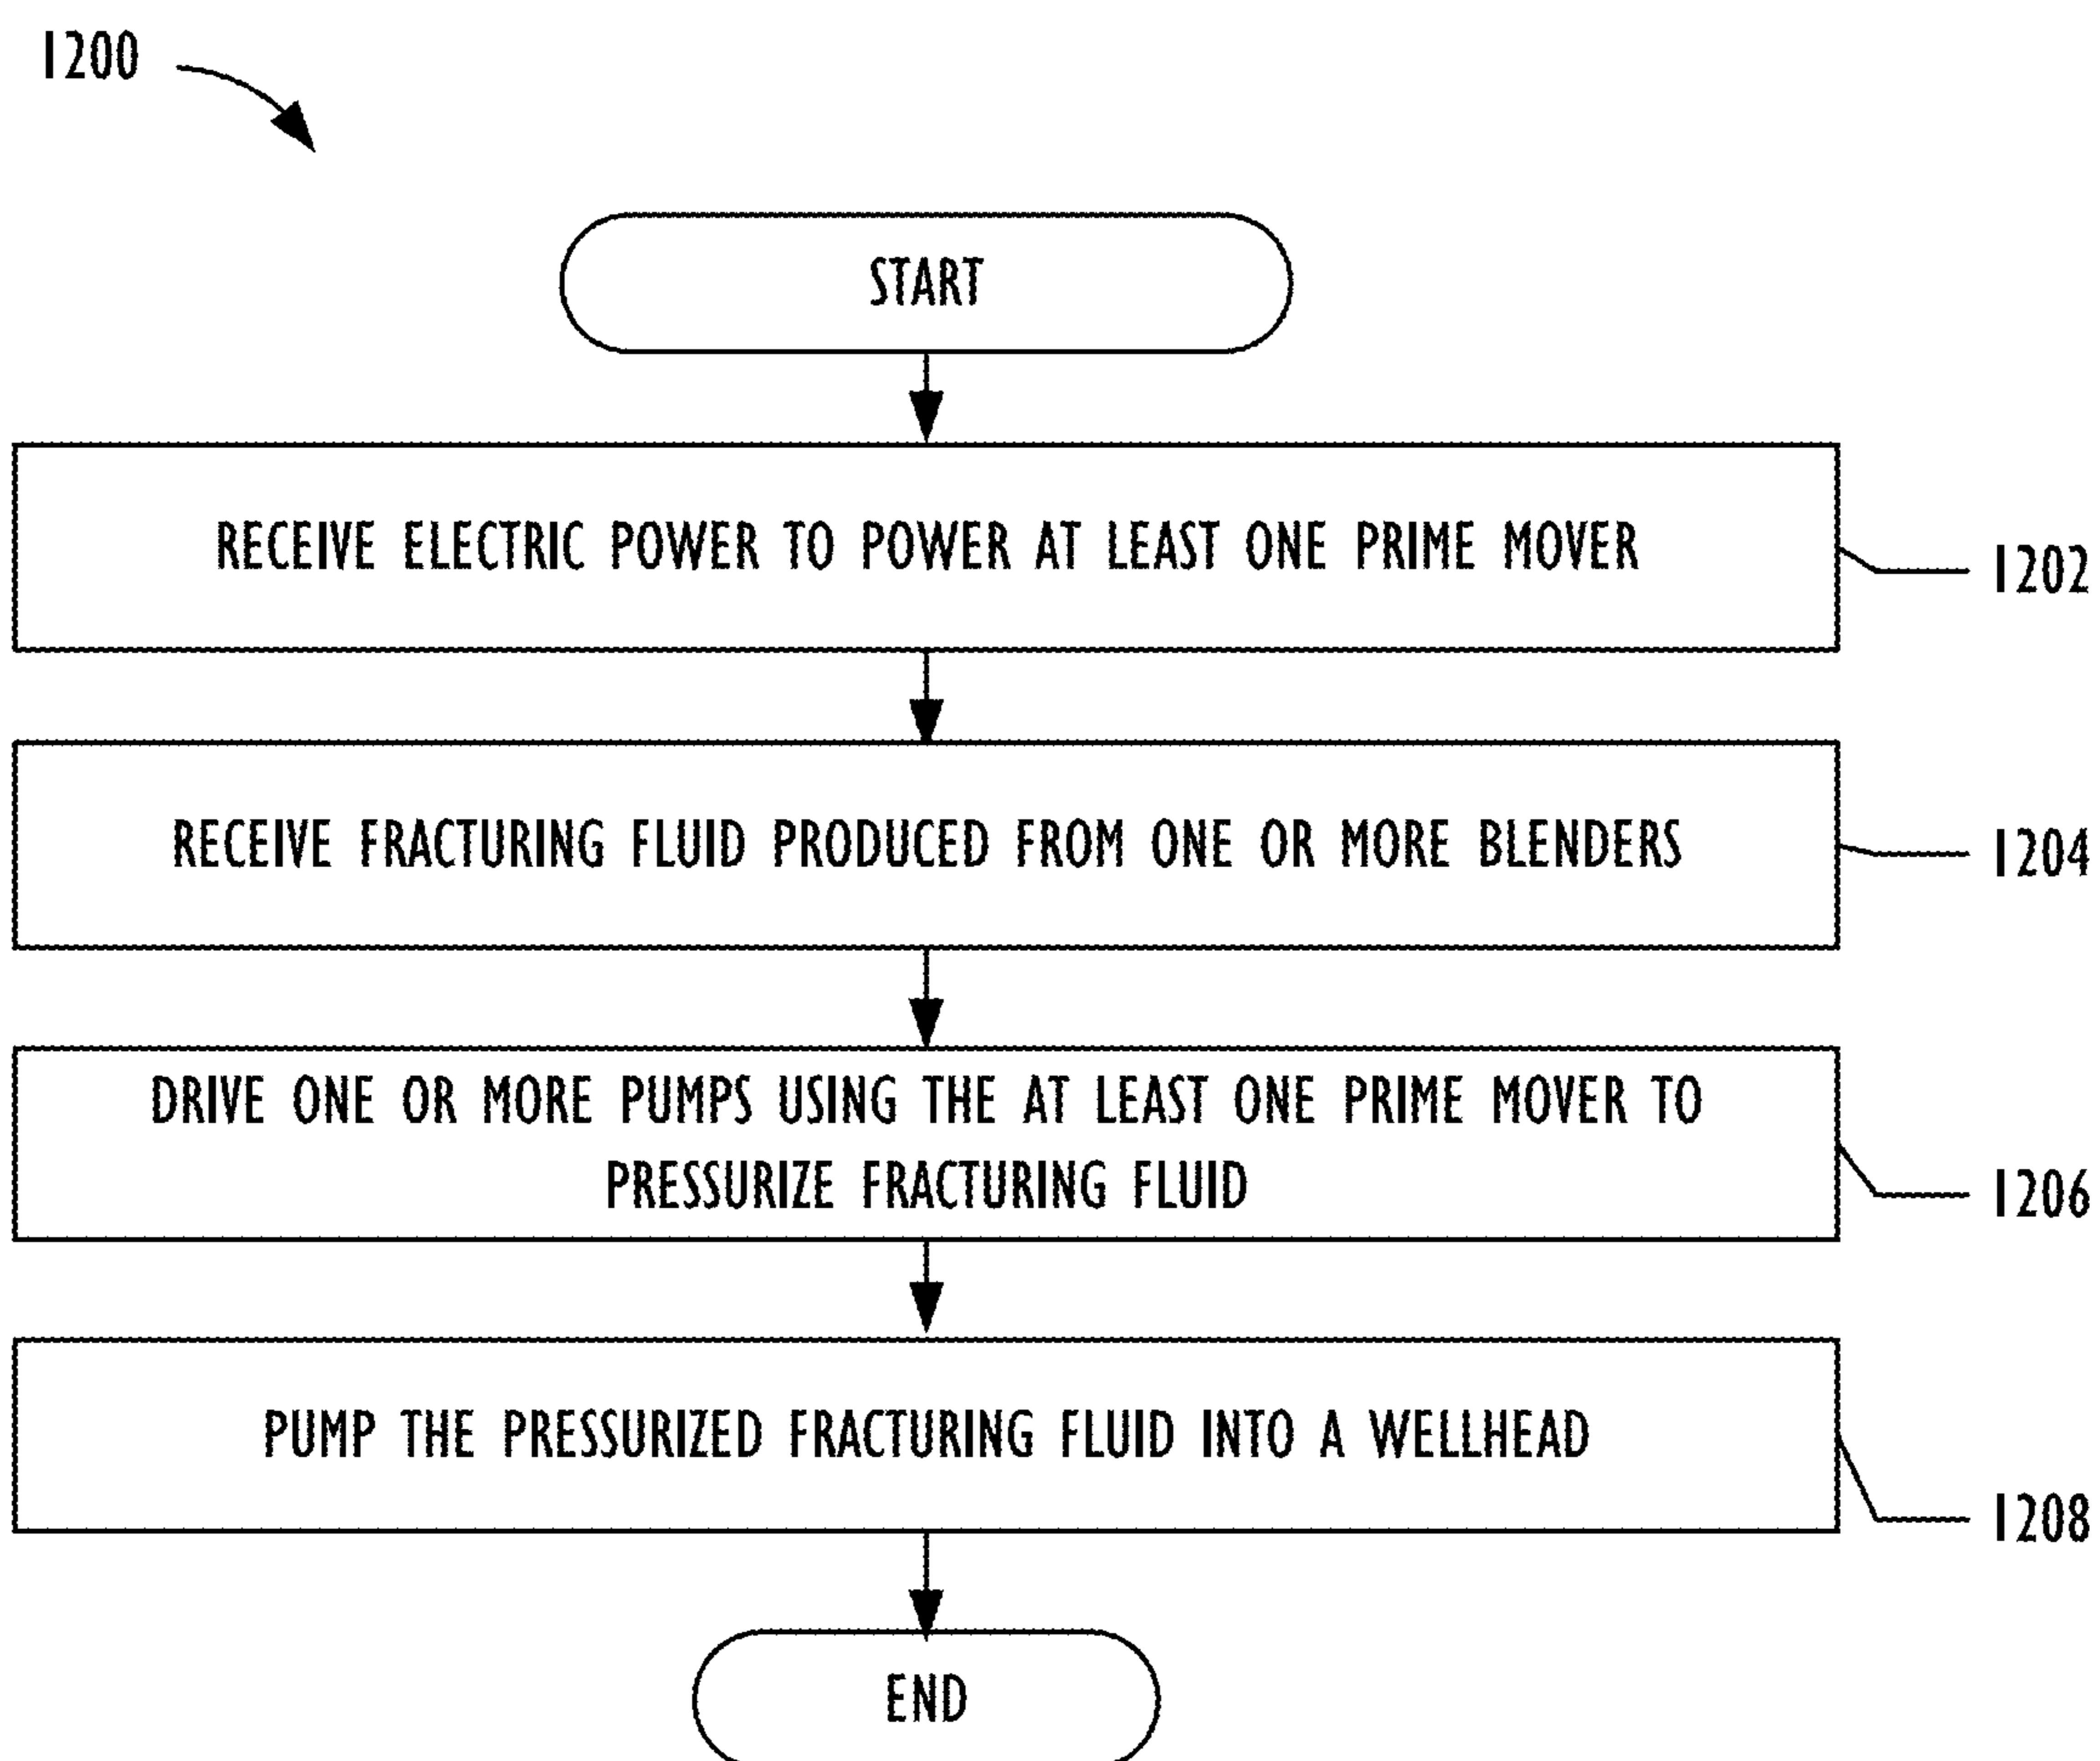 1200
START
RECEIVE ELECTRIC POWER TO POWER AT LEAST ONE PRIME MOVER
1202
RECEIVE FRACTURING FLUID PRODUCED FROM ONE OR MORE BLENDERS
1204
DRIVE ONE OR MORE PUMPS USING THE AT LEAST ONE PRIME MOVER TO
PRESSURIZE FRACTURING FLUID
1206
PUMP THE PRESSURIZED FRACTURING FLUID INTO A WELLHEAD
1208
END